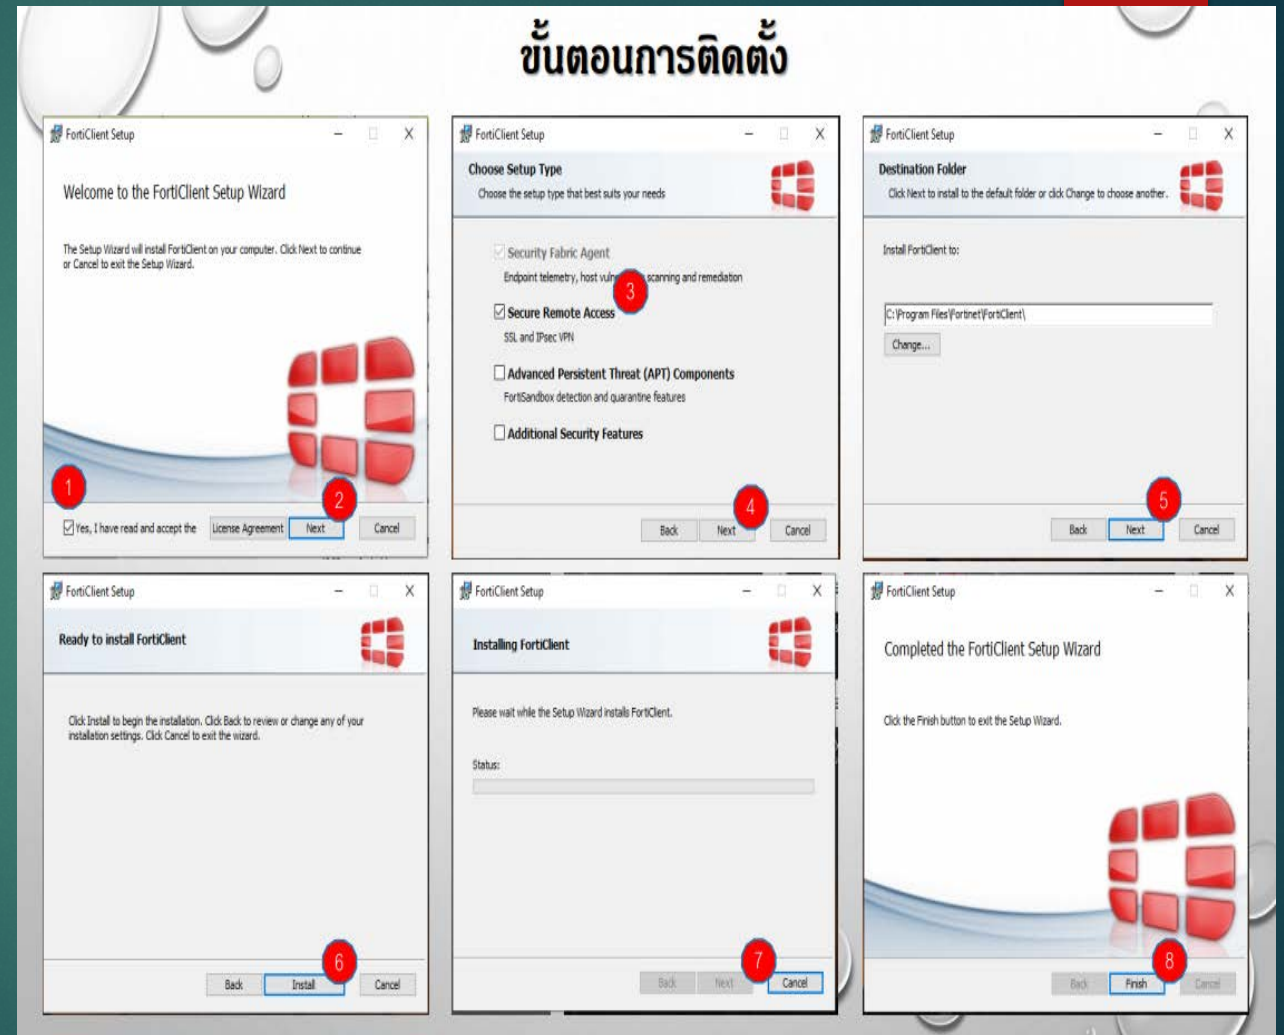 ขั้นตอนการติดตั้ง
FortiClient Setup
Welcome to the FortiClient Setup Wizard
The Setup Wizard will install FortiClient on your computer. Click Next to continue
or Cancel to exit the Setup Wizard.
1
2
Yes, I have read and accept the License Agreement Next Cancel
FortiClient Setup
Choose Setup Type
Choose the setup type that best suits your needs
Security Fabric Agent
Endpoint telemetry, host scanning and remediation
3
Secure Remote Access
SSL and IPsec VPN
Advanced Persistent Threat (APT) Components
FortiSandbox detection and quarantine features
Additional Security Features
4
Back Next Cancel
FortiClient Setup
Destination Folder
Click Next to install to the default folder or click Change to choose another.
Install FortiClient to:
C:\Program Files\Fortinet\FortiClient\
Change...
5
Back Next Cancel
FortiClient Setup
Ready to install FortiClient
Click Install to begin the installation. Click Back to review or change any of your
installation settings. Click Cancel to exit the wizard.
6
Back Install Cancel
FortiClient Setup
Installing FortiClient
Please wait while the Setup Wizard installs FortiClient.
Status:
7
Back Next Cancel
FortiClient Setup
Completed the FortiClient Setup Wizard
Click the Finish button to exit the Setup Wizard.
8
Back Finish Cancel